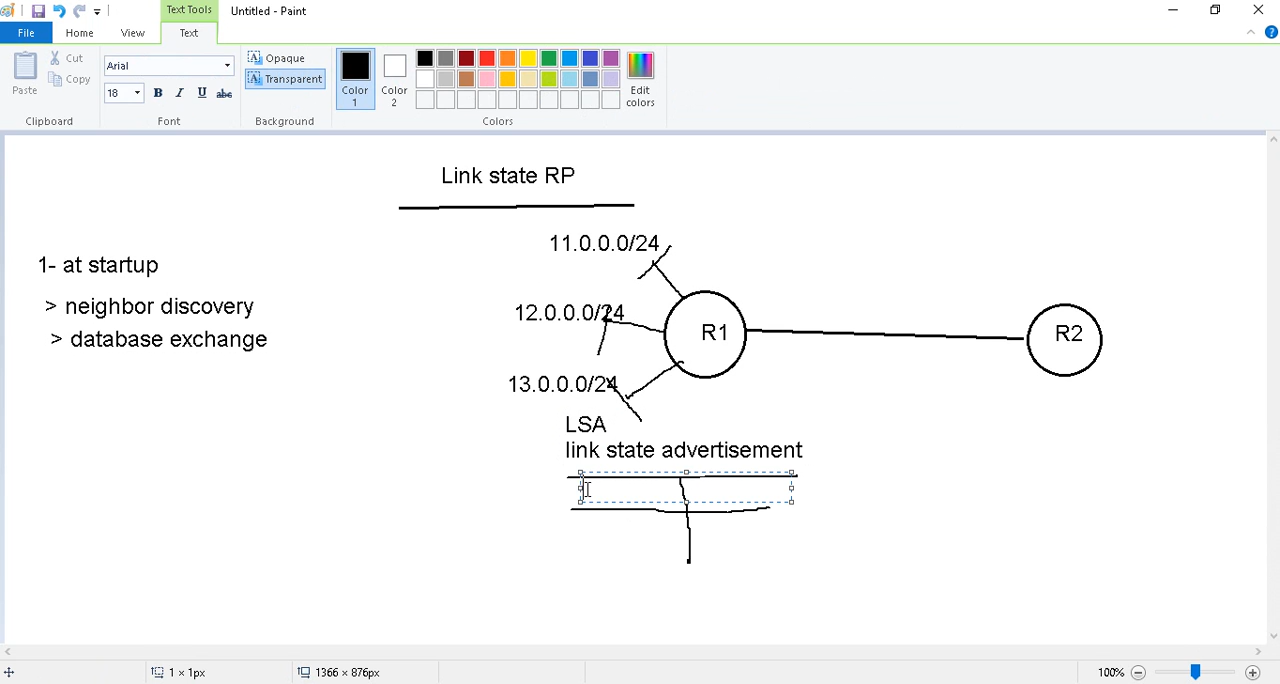 Text Tools
Untitled - Paint
File
Home
View
Text
Paste
Cut
Copy
Clipboard
Arial
18
B I U abc
Font
Opaque
Transparent
Background
Color 1
Color 2
Edit colors
Colors
Link state RP
1- at startup
> neighbor discovery
> database exchange
11.0.0.0/24
12.0.0.0/24
13.0.0.0/24
R1
R2
LSA
link state advertisement
1 × 1px
1366 × 876px
100%